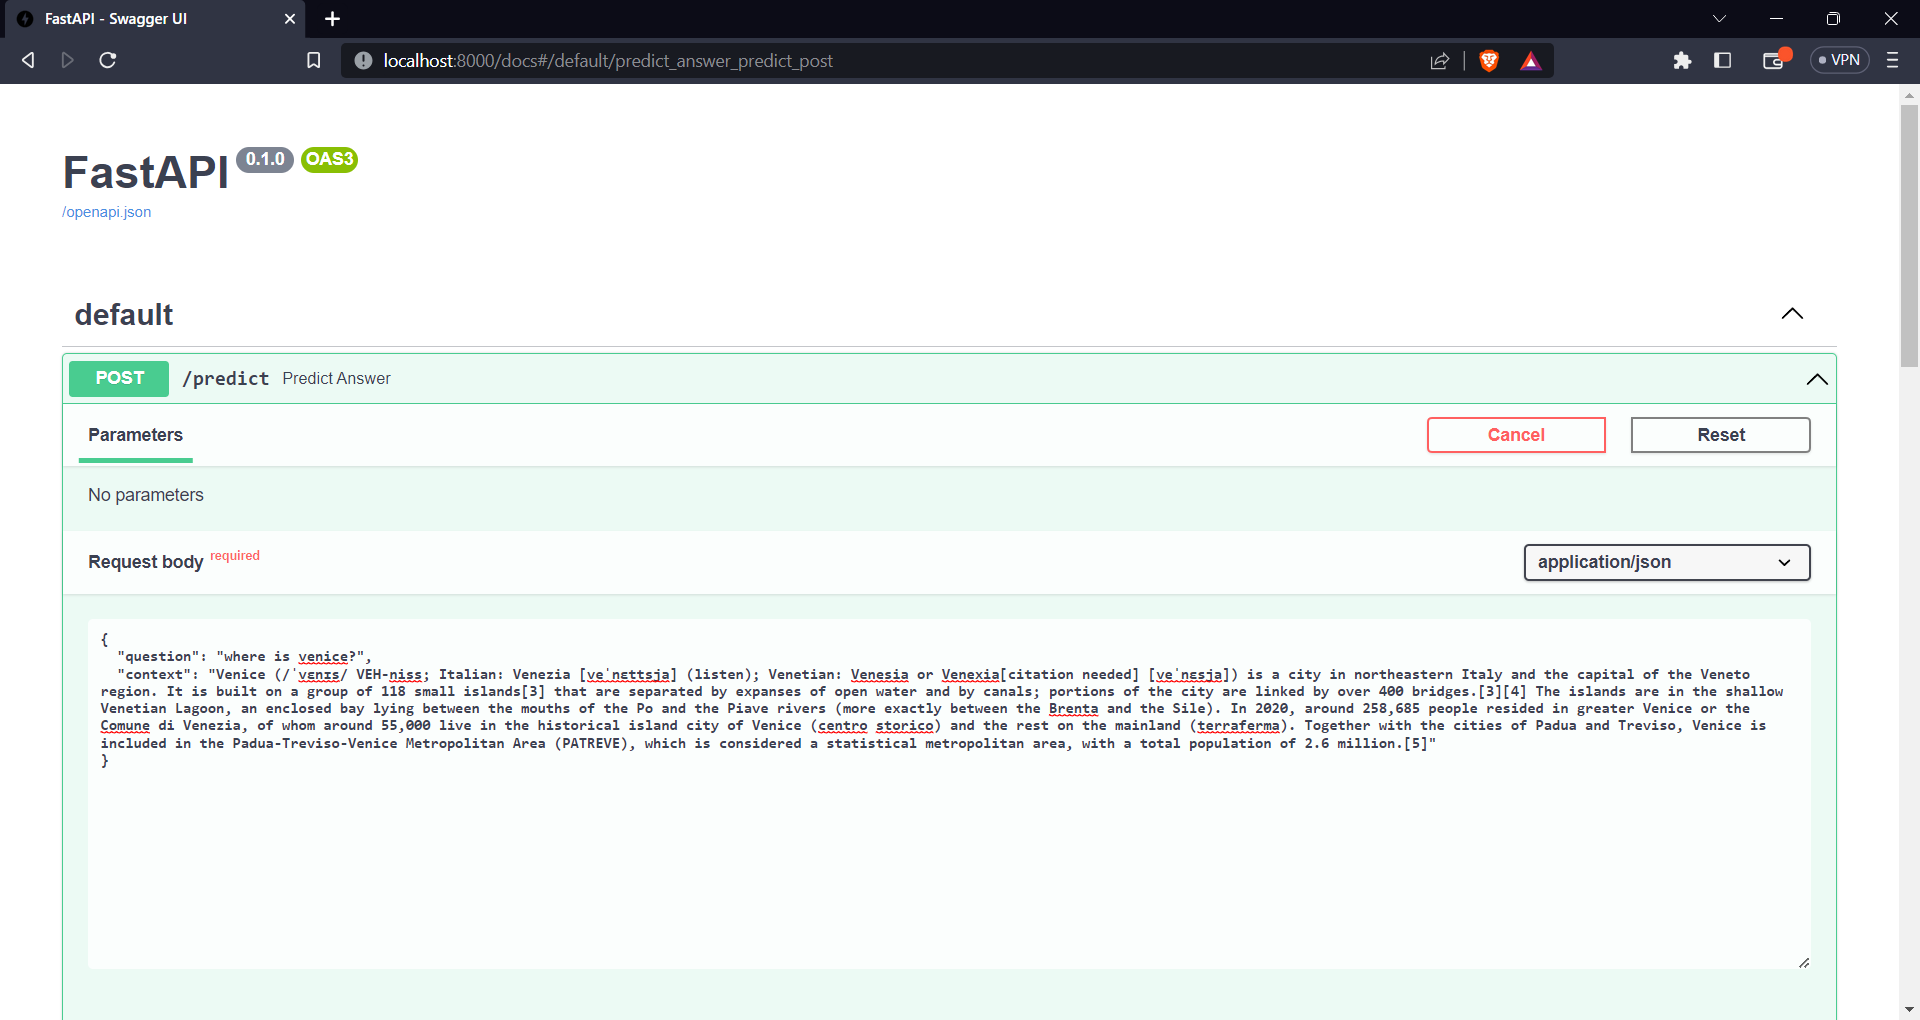 FastAPI - Swagger UI
localhost:8000/docs#/default/predict_answer_predict_post
VPN
FastAPI 0.1.0 OAS3
/openapi.json
default
POST /predict Predict Answer
Parameters
Cancel
Reset
No parameters
Request body required
application/json
{
"question": "where is venice?",
"context": "Venice (/ˈvɛnɪs/ VEH-niss; Italian: Venezia [veˈnɛttsja] (listen); Venetian: Venesia or Venexia[citation needed] [veˈnɛsja]) is a city in northeastern Italy and the capital of the Veneto
region. It is built on a group of 118 small islands[3] that are separated by expanses of open water and by canals; portions of the city are linked by over 400 bridges.[3][4] The islands are in the shallow
Venetian Lagoon, an enclosed bay lying between the mouths of the Po and the Piave rivers (more exactly between the Brenta and the Sile). In 2020, around 258,685 people resided in greater Venice or the
Comune di Venezia, of whom around 55,000 live in the historical island city of Venice (centro storico) and the rest on the mainland (terraferma). Together with the cities of Padua and Treviso, Venice is
included in the Padua-Treviso-Venice Metropolitan Area (PATREVE), which is considered a statistical metropolitan area, with a total population of 2.6 million.[5]"
}